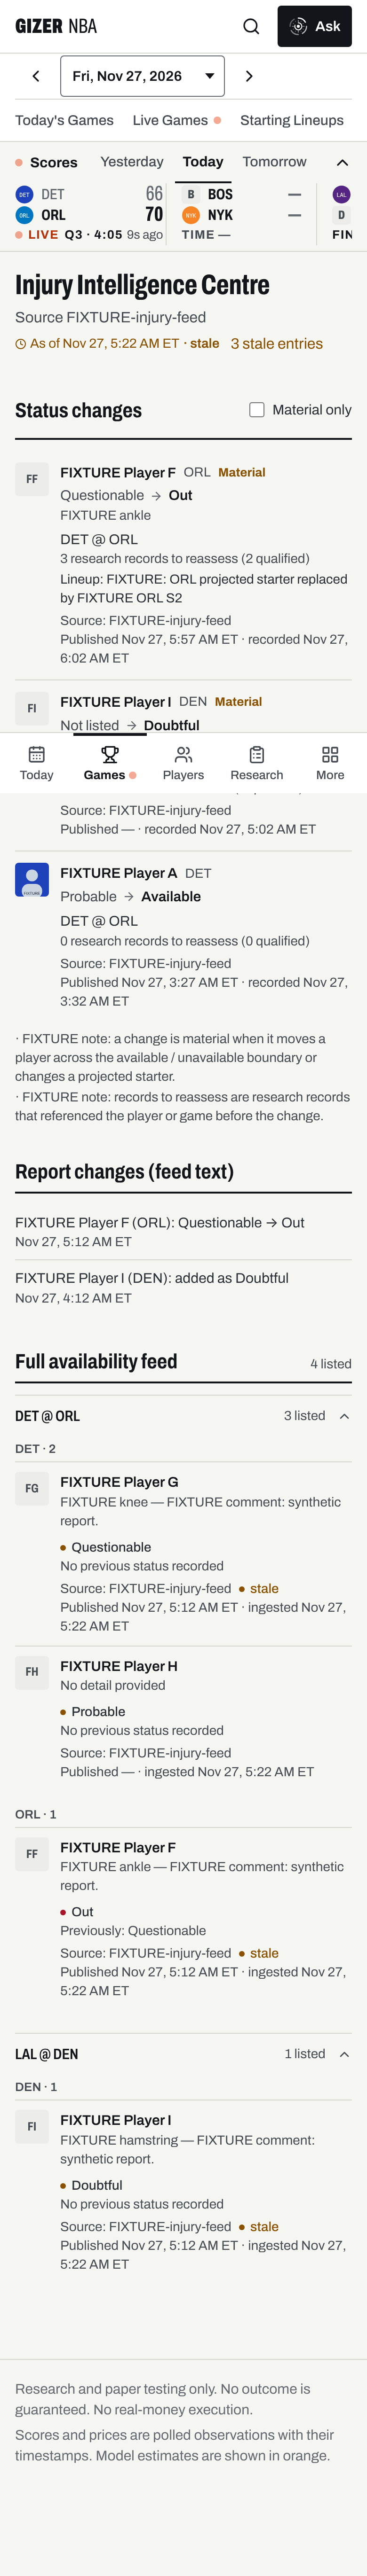 GIZER NBA
Ask
Fri, Nov 27, 2026
Today's Games Live Games Starting Lineups
Scores Yesterday Today Tomorrow
DET DET 66
ORL ORL 70
LIVE Q3 · 4:05 9s ago
B BOS —
NYK NYK —
TIME —
LAL
D
FIN
Injury Intelligence Centre
Source FIXTURE-injury-feed
As of Nov 27, 5:22 AM ET · stale 3 stale entries
Status changes
Material only
FF
FIXTURE Player F ORL Material
Questionable → Out
FIXTURE ankle
DET @ ORL
3 research records to reassess (2 qualified)
Lineup: FIXTURE: ORL projected starter replaced
by FIXTURE ORL S2
Source: FIXTURE-injury-feed
Published Nov 27, 5:57 AM ET · recorded Nov 27,
6:02 AM ET
FI
FIXTURE Player I DEN Material
Not listed → Doubtful
Today Games Players Research More
Source: FIXTURE-injury-feed
Published — · recorded Nov 27, 5:02 AM ET
FIXTURE
FIXTURE Player A DET
Probable → Available
DET @ ORL
0 research records to reassess (0 qualified)
Source: FIXTURE-injury-feed
Published Nov 27, 3:27 AM ET · recorded Nov 27,
3:32 AM ET
· FIXTURE note: a change is material when it moves a
player across the available / unavailable boundary or
changes a projected starter.
· FIXTURE note: records to reassess are research records
that referenced the player or game before the change.
Report changes (feed text)
FIXTURE Player F (ORL): Questionable → Out
Nov 27, 5:12 AM ET
FIXTURE Player I (DEN): added as Doubtful
Nov 27, 4:12 AM ET
Full availability feed
4 listed
DET @ ORL
3 listed
DET · 2
FG
FIXTURE Player G
FIXTURE knee — FIXTURE comment: synthetic
report.
Questionable
No previous status recorded
Source: FIXTURE-injury-feed • stale
Published Nov 27, 5:12 AM ET · ingested Nov 27,
5:22 AM ET
FH
FIXTURE Player H
No detail provided
Probable
No previous status recorded
Source: FIXTURE-injury-feed
Published — · ingested Nov 27, 5:22 AM ET
ORL · 1
FF
FIXTURE Player F
FIXTURE ankle — FIXTURE comment: synthetic
report.
Out
Previously: Questionable
Source: FIXTURE-injury-feed • stale
Published Nov 27, 5:12 AM ET · ingested Nov 27,
5:22 AM ET
LAL @ DEN
1 listed
DEN · 1
FI
FIXTURE Player I
FIXTURE hamstring — FIXTURE comment:
synthetic report.
Doubtful
No previous status recorded
Source: FIXTURE-injury-feed • stale
Published Nov 27, 5:12 AM ET · ingested Nov 27,
5:22 AM ET
Research and paper testing only. No outcome is
guaranteed. No real-money execution.
Scores and prices are polled observations with their
timestamps. Model estimates are shown in orange.